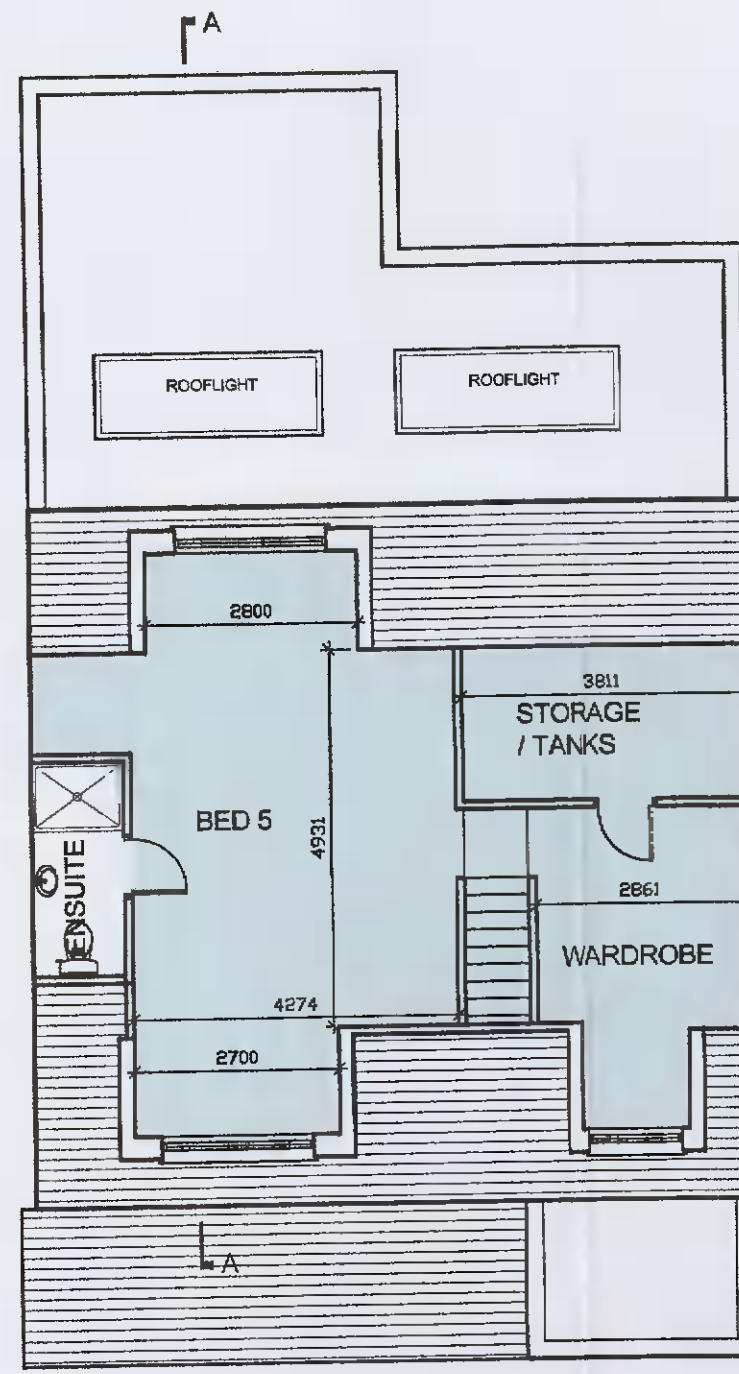 A
ROOFLIGHT
ROOFLIGHT
2800
3811
STORAGE
/ TANKS
BED 5
4931
ENSUITE
2861
WARDROBE
4274
2700
A